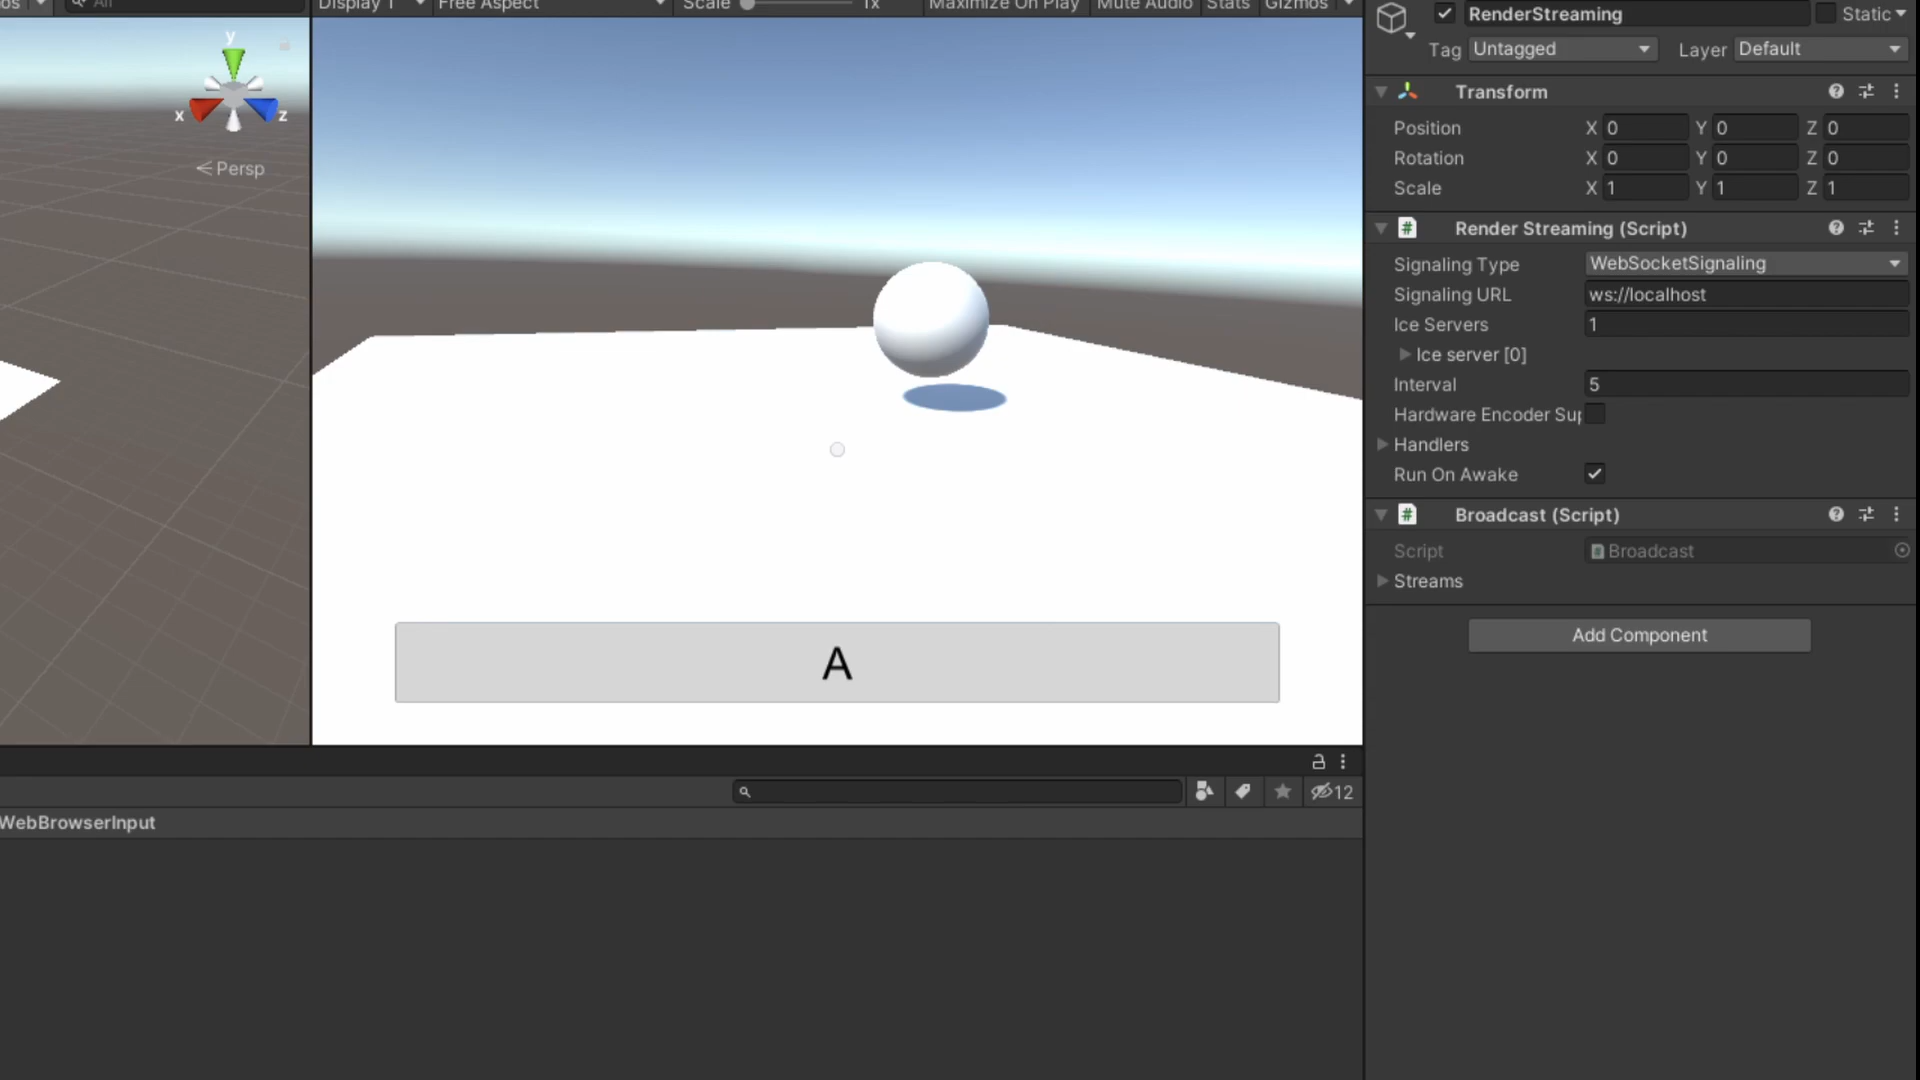 os
All
Display 1
Free Aspect
Scale
1x
Maximize On Play
Mute Audio
Stats
Gizmos
y
x
z
Persp
A
12
WebBrowserInput
RenderStreaming
Static
Tag
Untagged
Layer
Default
Transform
Position X 0 Y 0 Z 0
Rotation X 0 Y 0 Z 0
Scale X 1 Y 1 Z 1
# Render Streaming (Script)
Signaling Type WebSocketSignaling
Signaling URL ws://localhost
Ice Servers 1
Ice server [0]
Interval 5
Hardware Encoder Sup
Handlers
Run On Awake
# Broadcast (Script)
Script Broadcast
Streams
Add Component